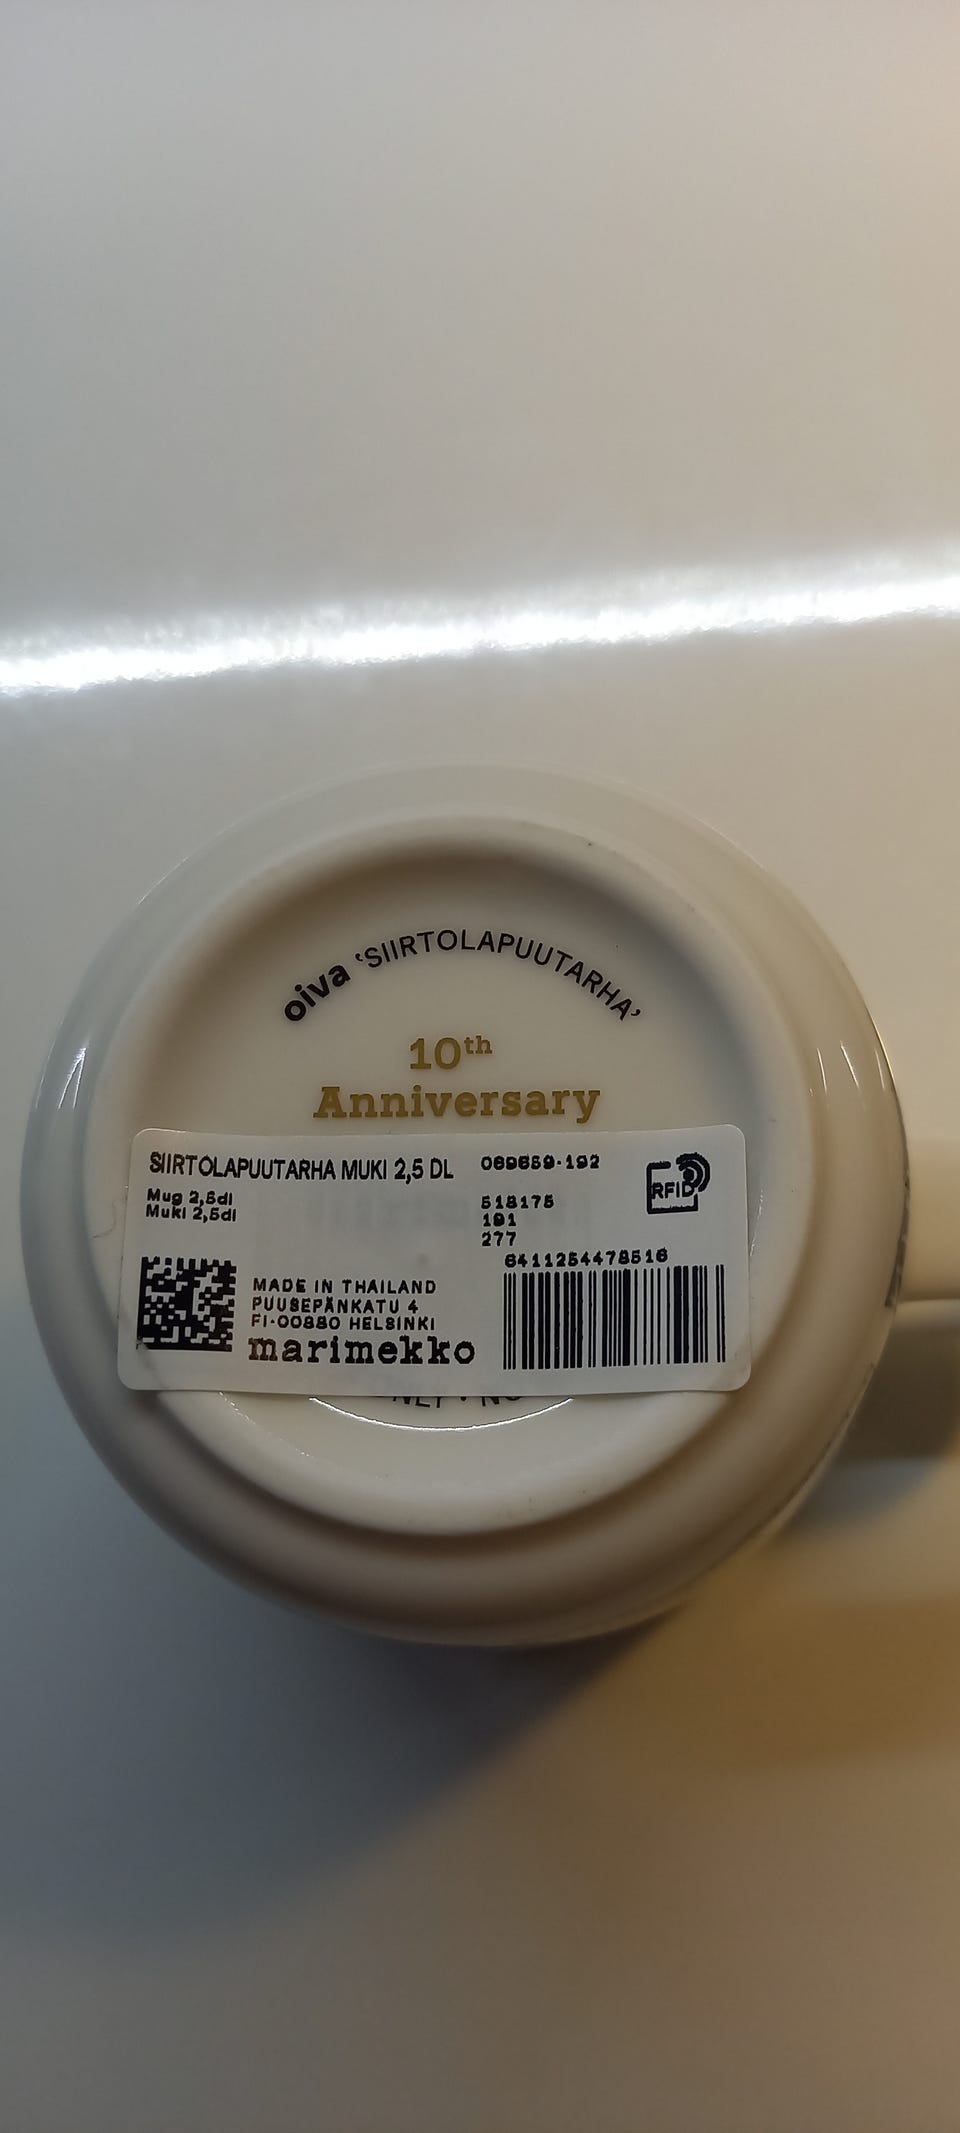 oiva ‘SIIRTOLAPUUTARHA’
10th
Anniversary
SIIRTOLAPUUTARHA MUKI 2,5 DL
069659-192
RFID
Mug 2,5dl
Muki 2,5dl
518175
191
277
6411254478516
MADE IN THAILAND
PUUSEPÄNKATU 4
FI-00880 HELSINKI
marimekko